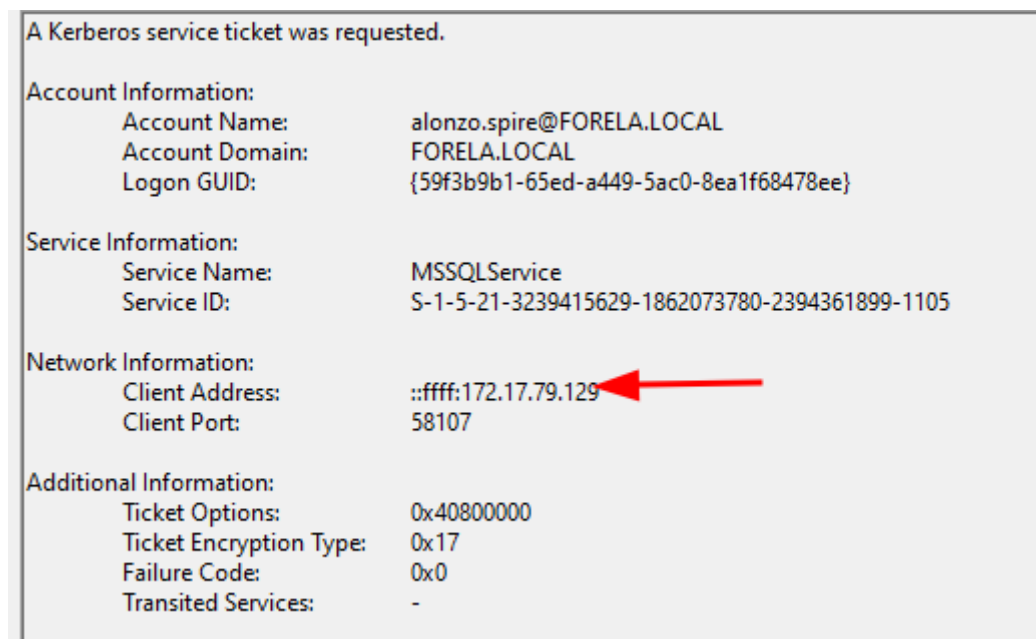 A Kerberos service ticket was requested.
Account Information:
Account Name: alonzo.spire@FORELA.LOCAL
Account Domain: FORELA.LOCAL
Logon GUID: {59f3b9b1-65ed-a449-5ac0-8ea1f68478ee}
Service Information:
Service Name: MSSQLService
Service ID: S-1-5-21-3239415629-1862073780-2394361899-1105
Network Information:
Client Address: ::ffff:172.17.79.129
Client Port: 58107
Additional Information:
Ticket Options: 0x40800000
Ticket Encryption Type: 0x17
Failure Code: 0x0
Transited Services: -